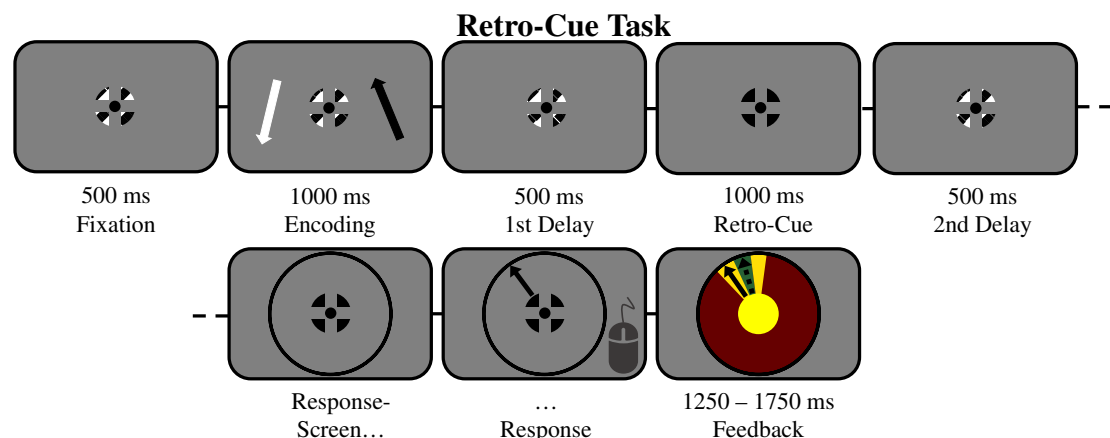 Retro-Cue Task
500 ms
Fixation
1000 ms
Encoding
500 ms
1st Delay
1000 ms
Retro-Cue
500 ms
2nd Delay
Response-
Screen…
…
Response
1250 – 1750 ms
Feedback